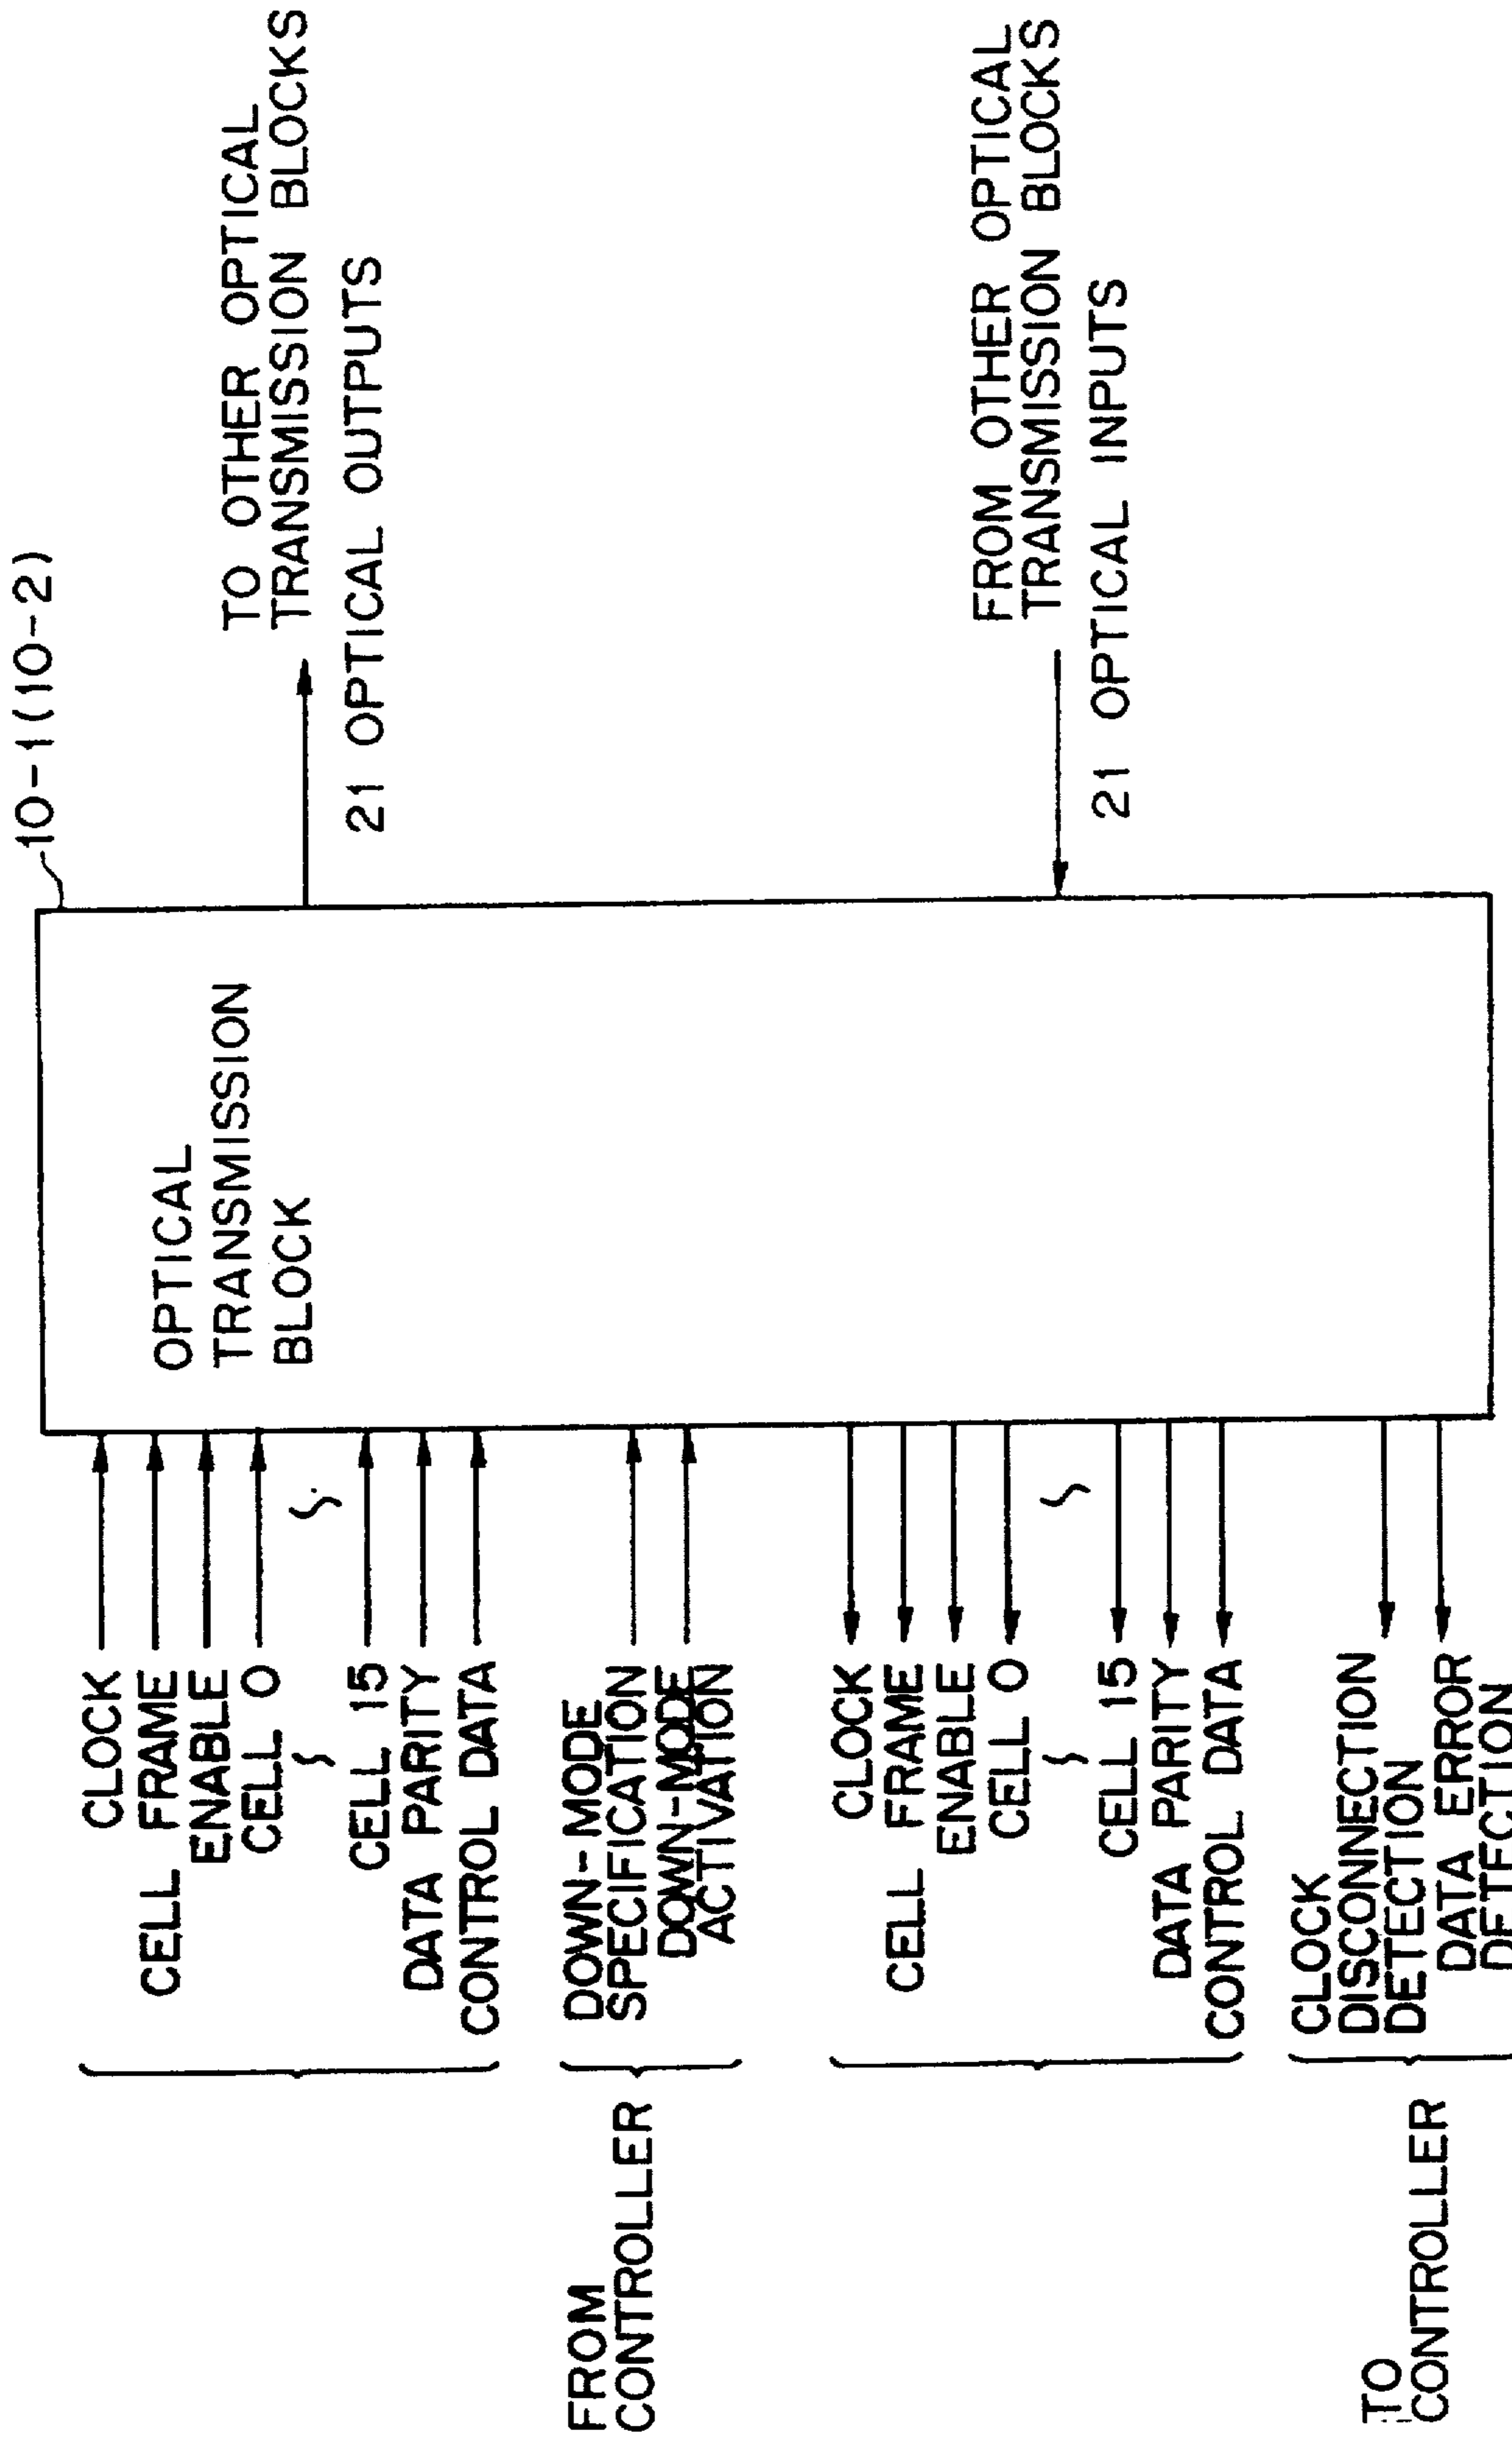 10-1(10-2)
OPTICAL
TRANSMISSION
BLOCK
CLOCK
CELL FRAME
ENABLE
CELL 0
CELL 15
DATA PARITY
CONTROL DATA
FROM
CONTROLLER
DOWN-MODE
SPECIFICATION
DOWN-MODE
ACTIVATION
CLOCK
CELL FRAME
ENABLE
CELL 0
CELL 15
DATA PARITY
CONTROL DATA
TO
CONTROLLER
CLOCK
DISCONNECTION
DETECTION
DATA ERROR
DETECTION
TO OTHER OPTICAL
TRANSMISSION BLOCKS
21 OPTICAL OUTPUTS
FROM OTHER OPTICAL
TRANSMISSION BLOCKS
21 OPTICAL INPUTS